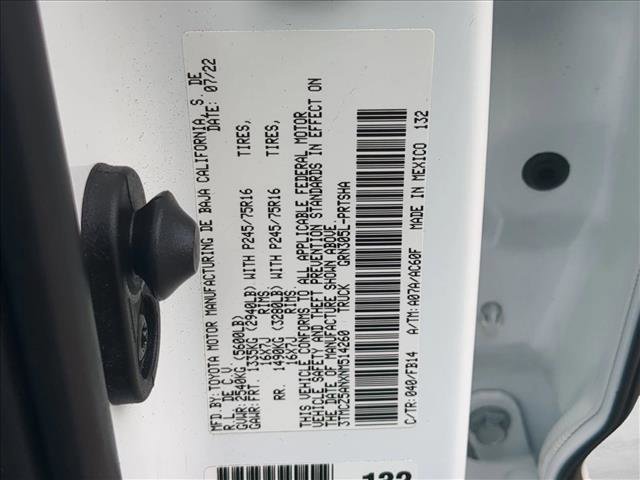 MFD.BY:TOYOTA MOTOR MANUFACTURING DE BAJA CALIFORNIA, S. DE
R.L. DE C.V. DATE: 07/22
GVWR:2540KG(5600LB)
GAWR:FRT. 1335KG(2940LB) WITH P245/75R16 TIRES,
16X7J RIMS
RR. 1490KG(3280LB) WITH P245/75R16 TIRES,
16X7J RIMS
THIS VEHICLE CONFORMS TO ALL APPLICABLE FEDERAL MOTOR
VEHICLE SAFETY AND THEFT PREVENTION STANDARDS IN EFFECT ON
THE DATE OF MANUFACTURE SHOWN ABOVE.
3TMCZ5ANXNM514260 TRUCK GRN305L-PRTSHA
C/TR:040/FB14 A/TM:A07A/AC60F MADE IN MEXICO 132
132